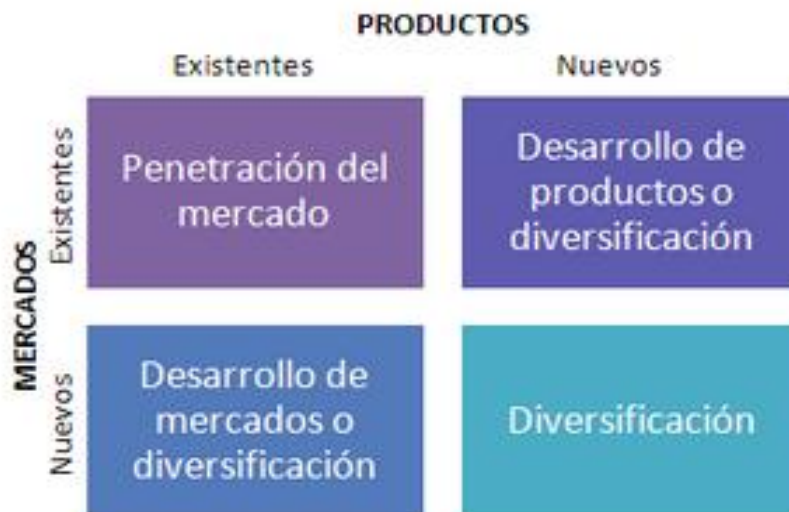 PRODUCTOS
Existentes
Nuevos
MERCADOS
Existentes
Penetración del
mercado
Desarrollo de
productos o
diversificación
Nuevos
Desarrollo de
mercados o
diversificación
Diversificación